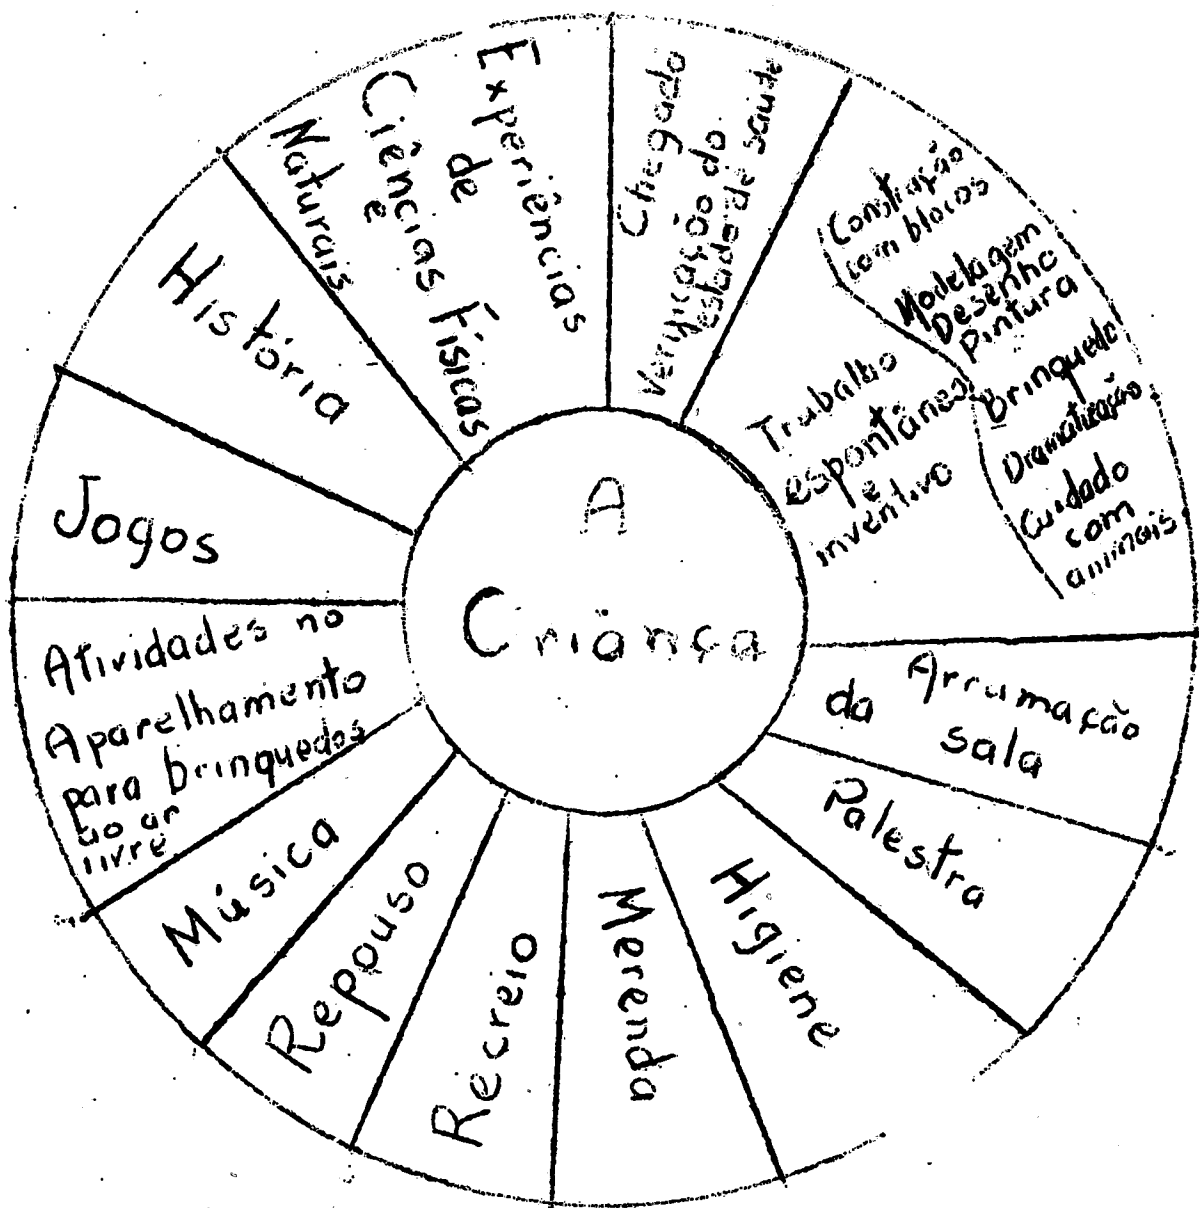 A
Criança
Chegada
Verificação do
estado de saúde
Trabalho
espontâneo
e
inventivo
Construção
com blocos
Modelagem
Desenho
Pintura
Brinquedo
Dramatização
Cuidado
com
animais
Arrumação
da sala
Palestra
Higiene
Merenda
Recreio
Repouso
Música
Atividades no
Aparelhamento
para brinquedos
ao ar
livre
Jogos
História
Experiências
de
Ciências Físicas
e
Naturais